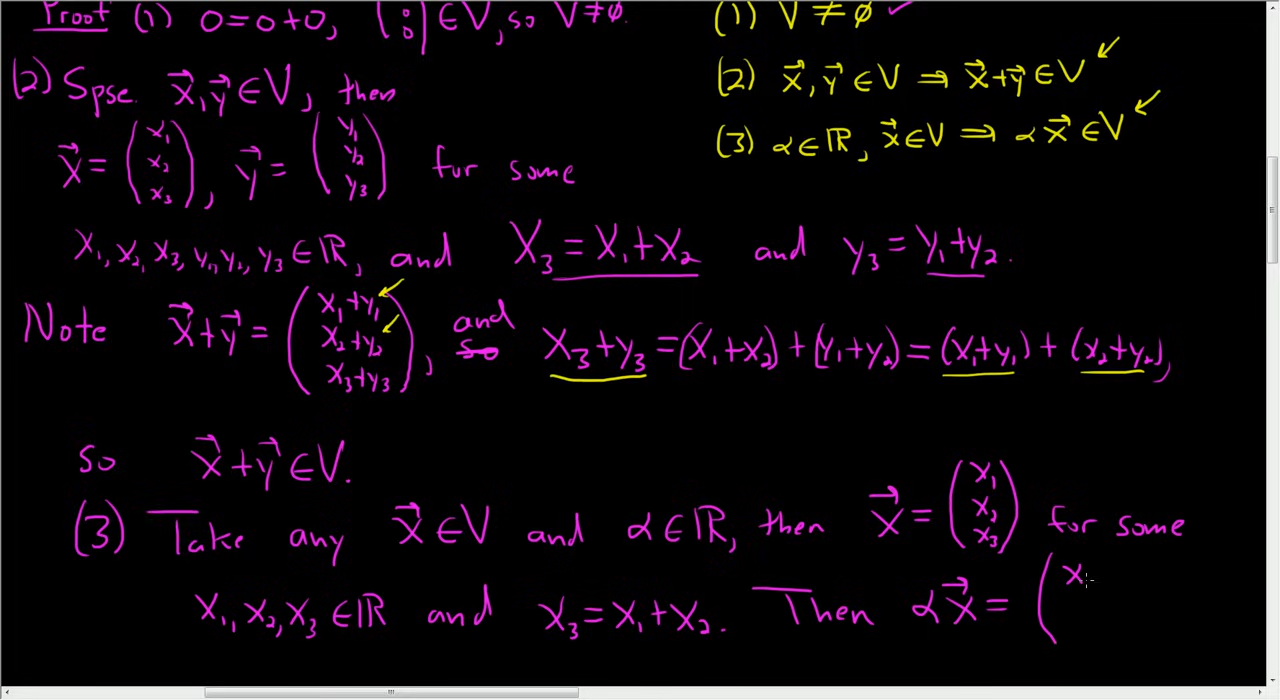 Proof (1) 0=0+0, (0 0) ∈ V, so V ≠ ∅.
(1) V ≠ ∅ ✓
(2) x⃗, y⃗ ∈ V ⟹ x⃗+y⃗ ∈ V
(3) α ∈ ℝ, x⃗ ∈ V ⟹ α x⃗ ∈ V
(2) Spse. x⃗, y⃗ ∈ V, then
x⃗ = (x₁ x₂ x₃), y⃗ = (y₁ y₂ y₃) for some
x₁, x₂, x₃, y₁, y₂, y₃ ∈ ℝ, and x₃ = x₁+x₂ and y₃ = y₁+y₂.
Note x⃗+y⃗ = (x₁+y₁ x₂+y₂ x₃+y₃), and so x₃+y₃ = (x₁+x₂)+(y₁+y₂) = (x₁+y₁)+(x₂+y₂),
So x⃗+y⃗ ∈ V.
(3) Take any x⃗ ∈ V and α ∈ ℝ, then x⃗ = (x₁ x₂ x₃) for some
x₁, x₂, x₃ ∈ ℝ and x₃ = x₁+x₂. Then α x⃗ = ( x